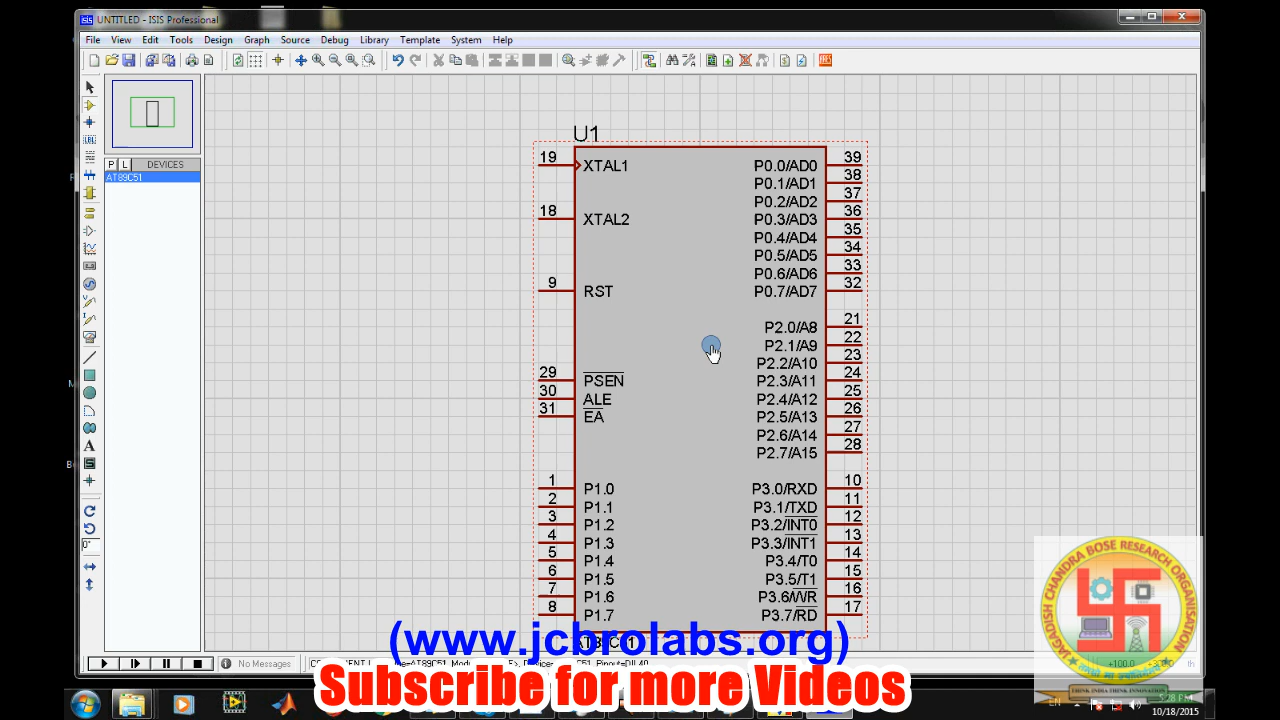 UNTITLED - ISIS Professional
File View Edit Tools Design Graph Source Debug Library Template System Help
P L DEVICES
AT89C51
LBL
A
0°
U1
19 XTAL1
18 XTAL2
9 RST
29 PSEN
30 ALE
31 EA
1 P1.0
2 P1.1
3 P1.2
4 P1.3
5 P1.4
6 P1.5
7 P1.6
8 P1.7
P0.0/AD0 39
P0.1/AD1 38
P0.2/AD2 37
P0.3/AD3 36
P0.4/AD4 35
P0.5/AD5 34
P0.6/AD6 33
P0.7/AD7 32
P2.0/A8 21
P2.1/A9 22
P2.2/A10 23
P2.3/A11 24
P2.4/A12 25
P2.5/A13 26
P2.6/A14 27
P2.7/A15 28
P3.0/RXD 10
P3.1/TXD 11
P3.2/INT0 12
P3.3/INT1 13
P3.4/T0 14
P3.5/T1 15
P3.6/WR 16
P3.7/RD 17
(www.jcbrolabs.org)
No Messages
Subscribe for more Videos
JAGADISH CHANDRA BOSE RESEARCH ORGANISATION
THINK INDIA THINK INNOVATION
EN
10/18/2015